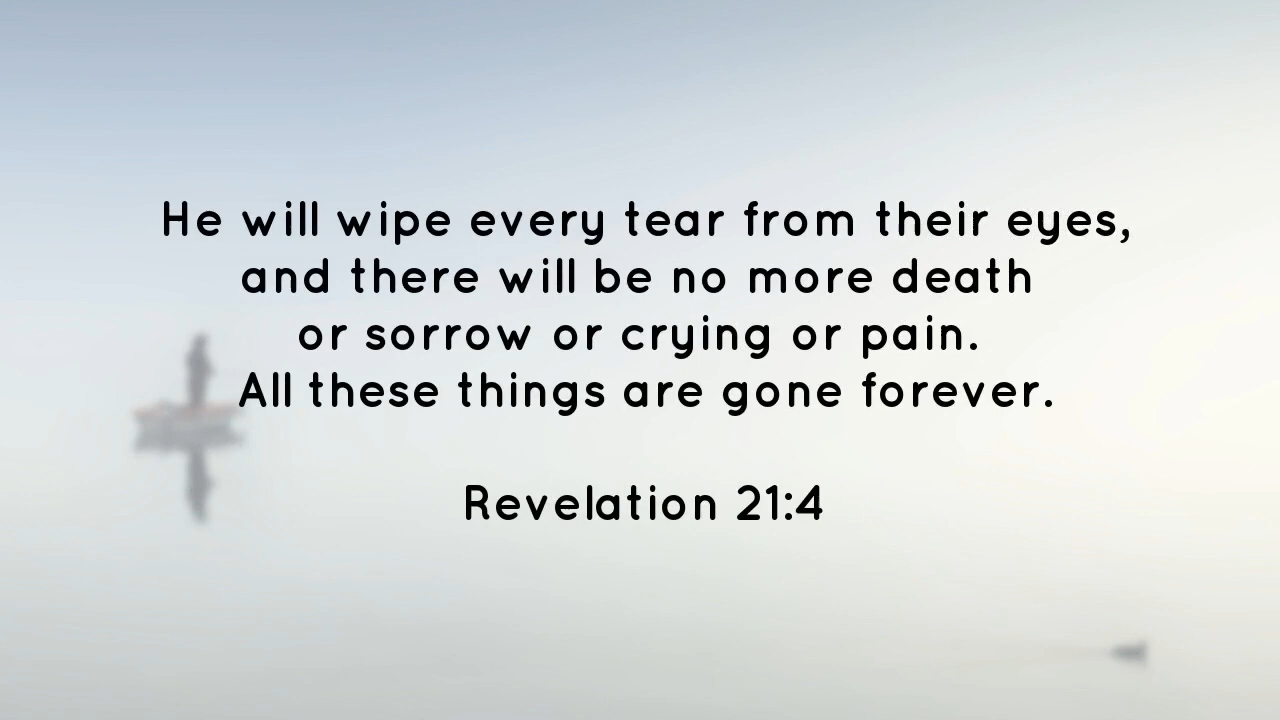 He will wipe every tear from their eyes,
and there will be no more death
or sorrow or crying or pain.
All these things are gone forever.
Revelation 21:4